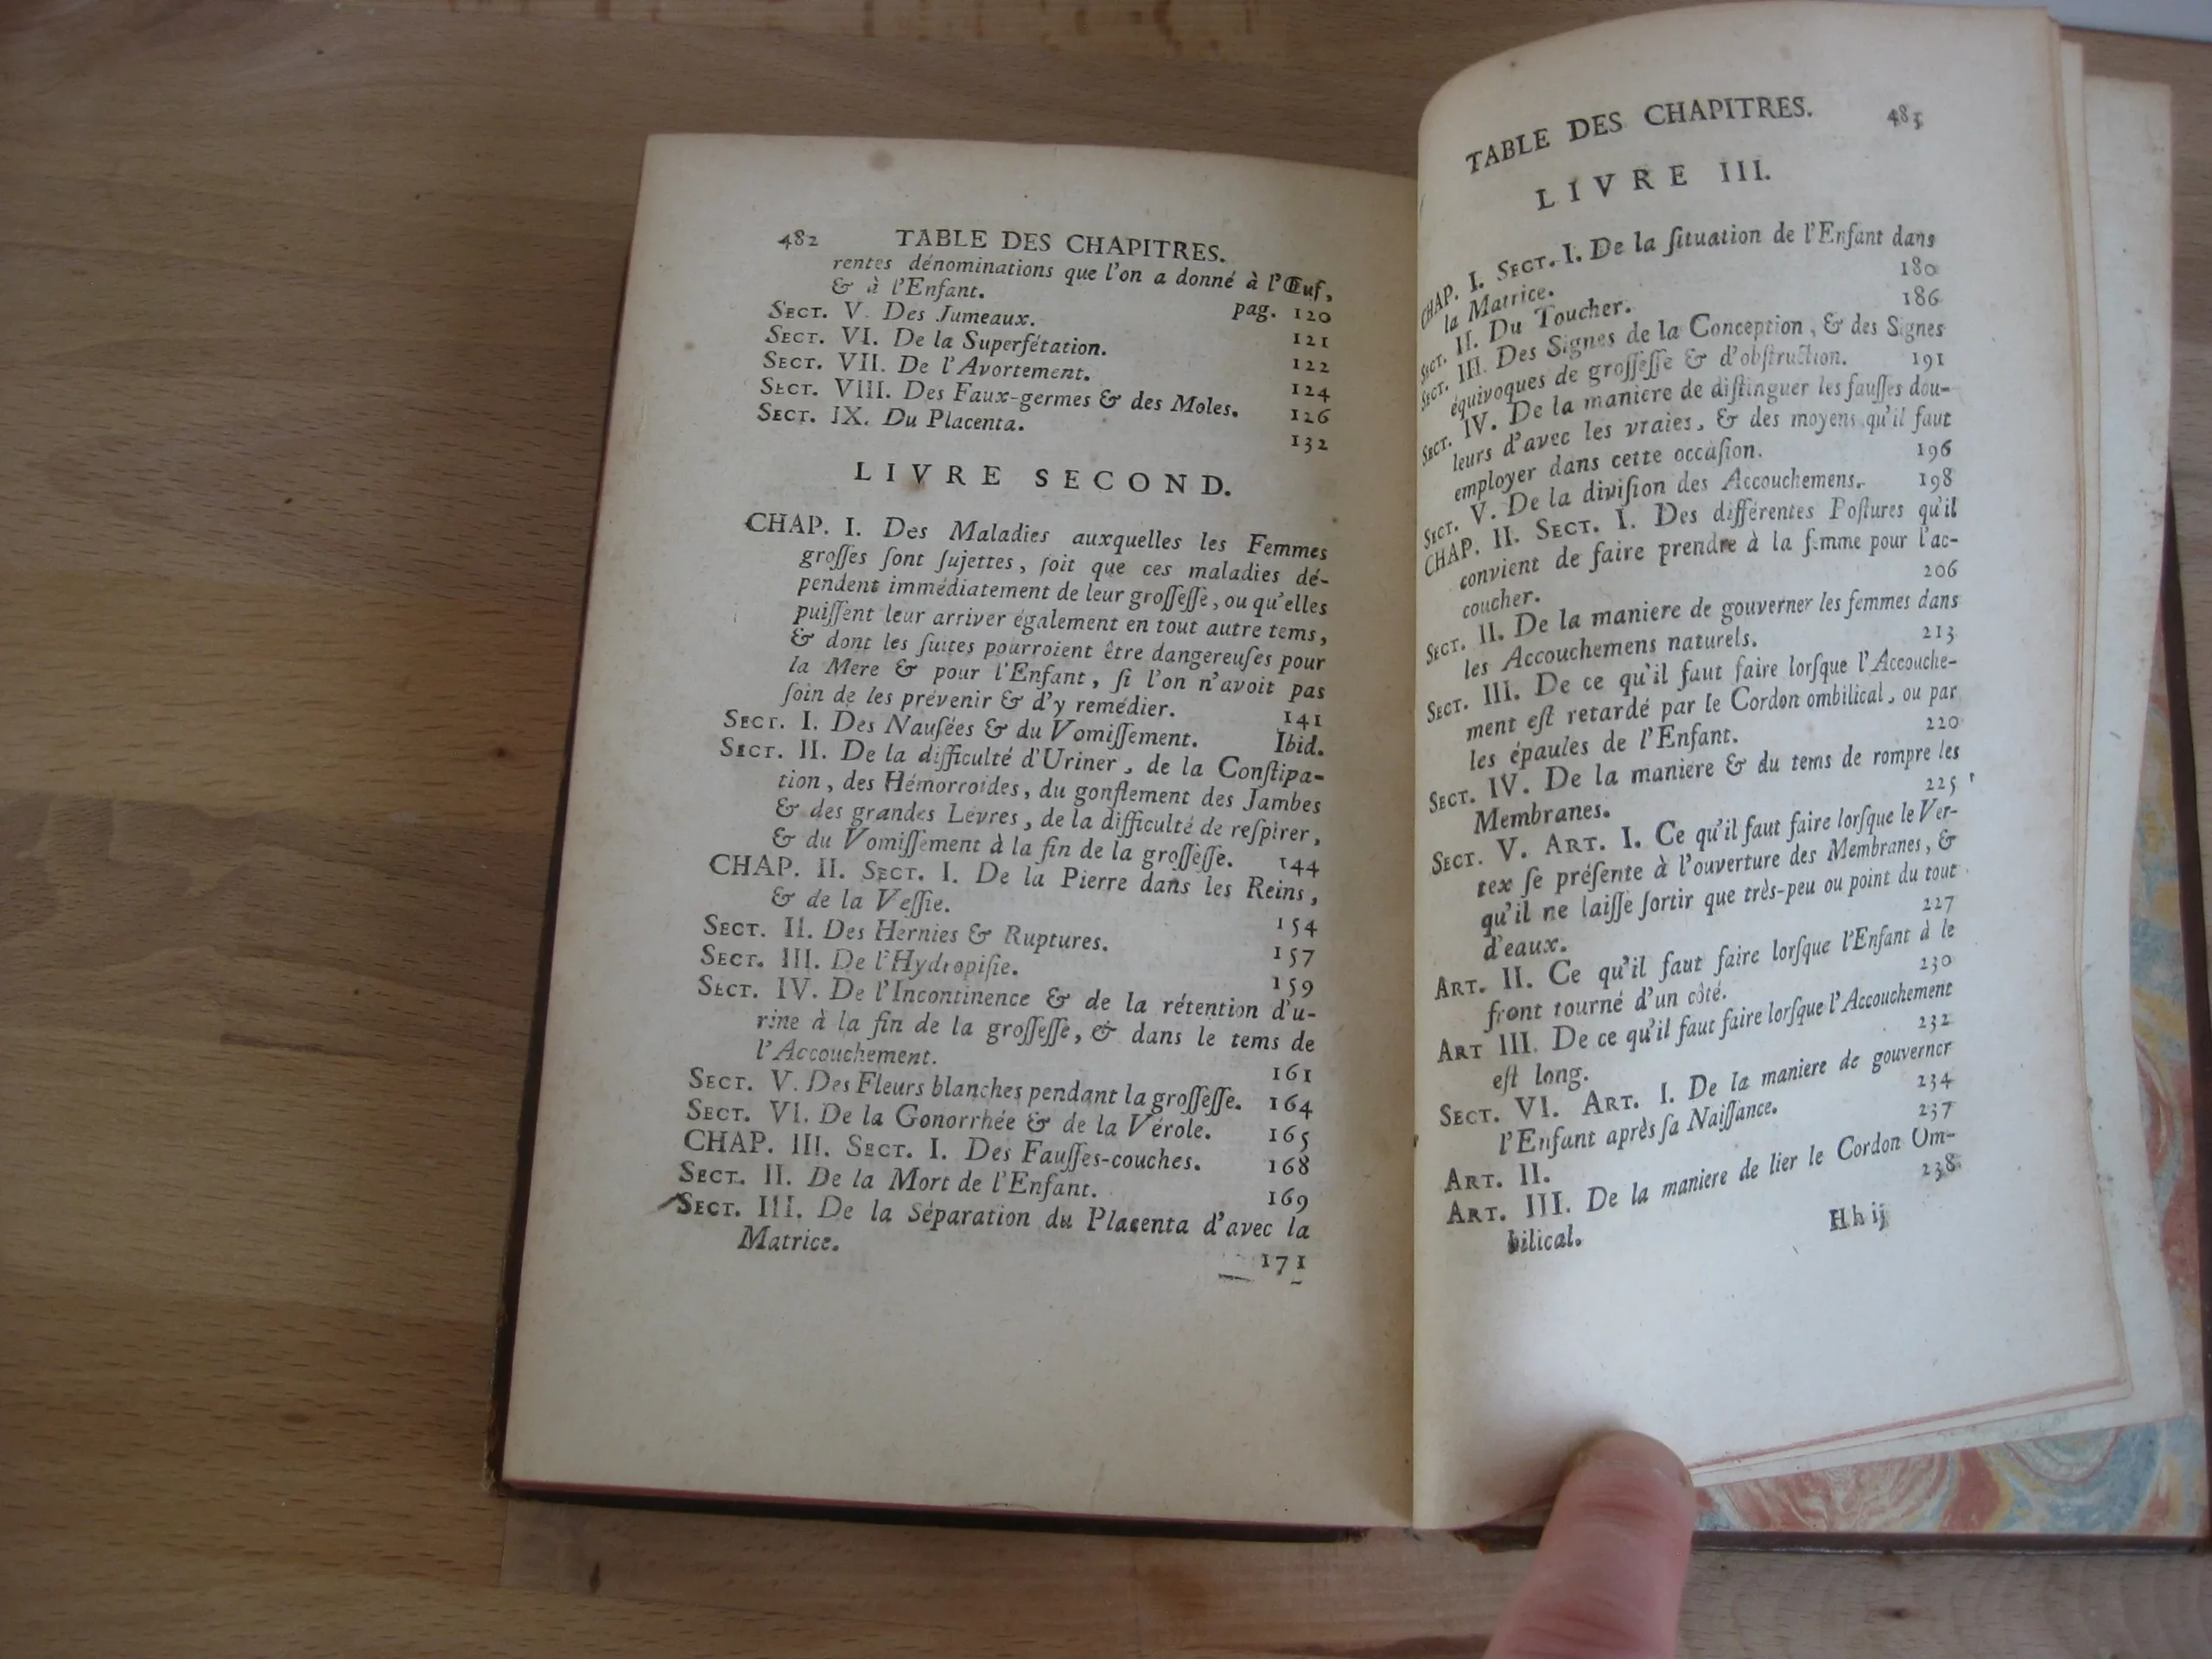 482 TABLE DES CHAPITRES.
rentes dénominations que l'on a donné à l'Œuf,
& à l'Enfant. pag. 120
Sect. V. Des Jumeaux. 121
Sect. VI. De la Superfétation. 122
Sect. VII. De l'Avortement. 124
Sect. VIII. Des Faux-germes & des Moles. 126
Sect. IX. Du Placenta. 132
LIVRE SECOND.
CHAP. I. Des Maladies auxquelles les Femmes
groſſes ſont ſujettes, ſoit que ces maladies dé-
pendent immédiatement de leur groſſeſſe, ou qu'elles
puiſſent leur arriver également en tout autre tems,
& dont les ſuites pourroient être dangereuſes pour
la Mere & pour l'Enfant, ſi l'on n'avoit pas
ſoin de les prévenir & d'y remédier. 141
Sect. I. Des Nauſées & du Vomiſſement. Ibid.
Sect. II. De la difficulté d'Uriner, de la Conſtipa-
tion, des Hémorroïdes, du gonflement des Jambes
& des grandes Levres, de la difficulté de reſpirer,
& du Vomiſſement à la fin de la groſſeſſe. 144
CHAP. II. Sect. I. De la Pierre dans les Reins,
& de la Veſſie. 154
Sect. II. Des Hernies & Ruptures. 157
Sect. III. De l'Hydropiſie. 159
Sect. IV. De l'Incontinence & de la rétention d'u-
rine à la fin de la groſſeſſe, & dans le tems de
l'Accouchement. 161
Sect. V. Des Fleurs blanches pendant la groſſeſſe. 164
Sect. VI. De la Gonorrhée & de la Vérole. 165
CHAP. III. Sect. I. Des Fauſſes-couches. 168
Sect. II. De la Mort de l'Enfant. 169
Sect. III. De la Séparation du Placenta d'avec la
Matrice. 171
TABLE DES CHAPITRES. 483
LIVRE III.
CHAP. I. Sect. I. De la ſituation de l'Enfant dans
la Matrice. 180
Sect. II. Du Toucher. 186
Sect. III. Des Signes de la Conception, & des Signes
équivoques de groſſeſſe & d'obſtruction. 191
Sect. IV. De la maniere de diſtinguer les fauſſes dou-
leurs d'avec les vraies, & des moyens qu'il faut
employer dans cette occaſion. 196
Sect. V. De la diviſion des Accouchemens. 198
CHAP. II. Sect. I. Des différentes Poſtures qu'il
convient de faire prendre à la femme pour l'ac-
coucher. 206
Sect. II. De la maniere de gouverner les femmes dans
les Accouchemens naturels. 213
Sect. III. De ce qu'il faut faire lorſque l'Accouche-
ment eſt retardé par le Cordon ombilical, ou par
les épaules de l'Enfant. 220
Sect. IV. De la maniere & du tems de rompre les
Membranes. 225
Sect. V. Art. I. Ce qu'il faut faire lorſque le Ver-
tex ſe préſente à l'ouverture des Membranes, &
qu'il ne laiſſe ſortir que très-peu ou point du tout
d'eaux. 227
Art. II. Ce qu'il faut faire lorſque l'Enfant à le
front tourné d'un côté. 230
Art III. De ce qu'il faut faire lorſque l'Accouchement
eſt long. 232
Sect. VI. Art. I. De la maniere de gouverner
l'Enfant après ſa Naiſſance. 234
Art. II. 237
Art. III. De la maniere de lier le Cordon Om-
bilical. 238
H h ij